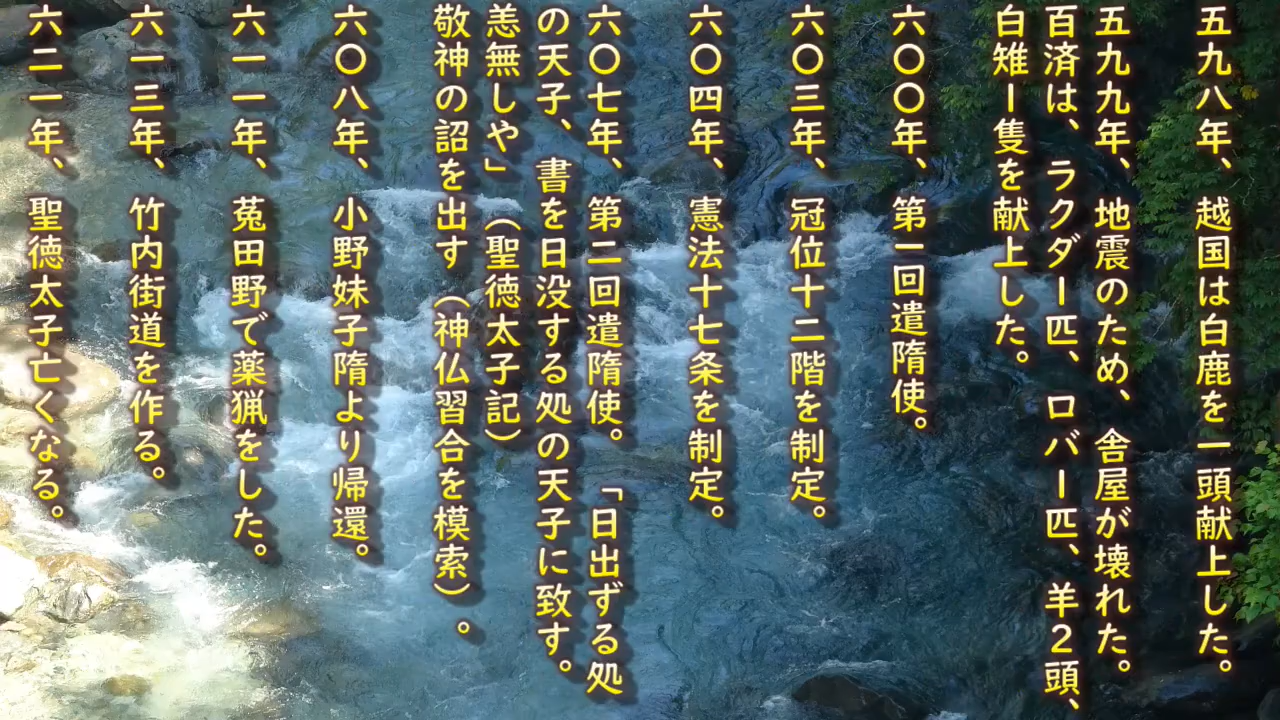 五九八年、越国は白鹿を一頭献上した。
五九九年、地震のため、舎屋が壊れた。
百済は、ラクダー匹、ロバー匹、羊２頭、
白雉ー隻を献上した。
六〇〇年、第一回遣隋使。
六〇三年、冠位十二階を制定。
六〇四年、憲法十七条を制定。
六〇七年、第二回遣隋使。「日出ずる処
の天子、書を日没する処の天子に致す。
恙無しや」（聖徳太子記）
敬神の詔を出す（神仏習合を模索）。
六〇八年、小野妹子隋より帰還。
六一一年、菟田野で薬猟をした。
六一三年、竹内街道を作る。
六二一年、聖徳太子亡くなる。